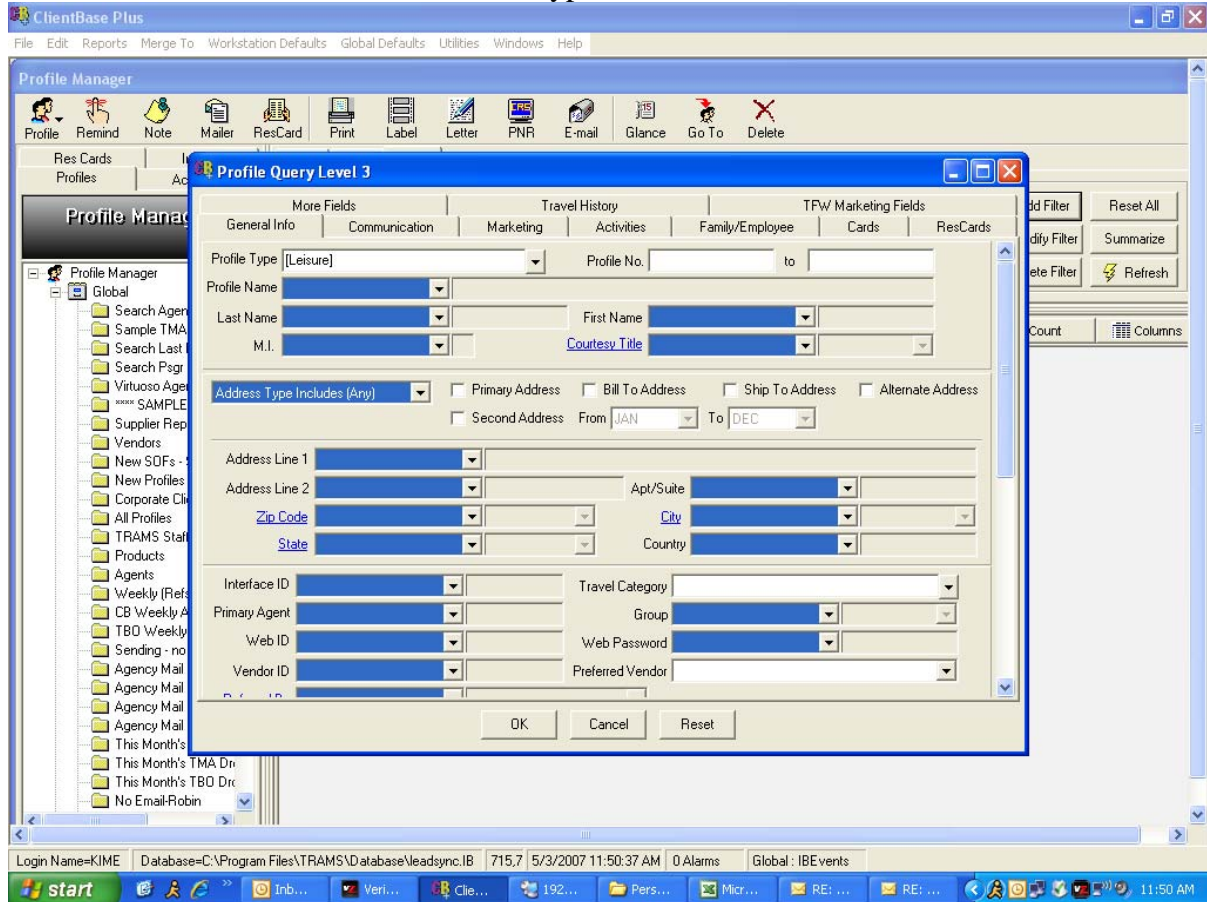 ClientBase Plus
File Edit Reports Merge To Workstation Defaults Global Defaults Utilities Windows Help
Profile Manager
Profile Remind Note Mailer ResCard Print Label Letter PNR E-mail Glance Go To Delete
Res Cards
Profiles
Profile Query Level 3
More Fields Travel History TFW Marketing Fields
General Info Communication Marketing Activities Family/Employee Cards ResCards
Profile Type [Leisure] Profile No. to
Profile Name
Last Name First Name
M.I. Courtesy Title
Address Type Includes (Any) Primary Address Bill To Address Ship To Address Alternate Address
Second Address From JAN To DEC
Address Line 1
Address Line 2 Apt/Suite
Zip Code City
State Country
Interface ID Travel Category
Primary Agent Group
Web ID Web Password
Vendor ID Preferred Vendor
OK Cancel Reset
Filter Reset All
Filter Summarize
Filter Refresh
Count Columns
Profile Manager
Global
Search Agen
Sample TMA
Search Last
Search Psgr
Virtuoso Age
**** SAMPLE
Supplier Rep
Vendors
New SOFs -
New Profiles
Corporate Cli
All Profiles
TRAMS Staf
Products
Agents
Weekly (Refs
CB Weekly A
TBO Weekly
Sending - no
Agency Mail
Agency Mail
Agency Mail
Agency Mail
This Month's
This Month's TMA Dr
This Month's TBO Dr
No Email-Robin
Login Name=KIME Database=C:\Program Files\TRAMS\Database\leadsync.IB 715,7 5/3/2007 11:50:37 AM 0 Alarms Global : IBEvents
start Inb... Veri... Clie... 192... Pers... Micr... RE: ... RE: ... 11:50 AM